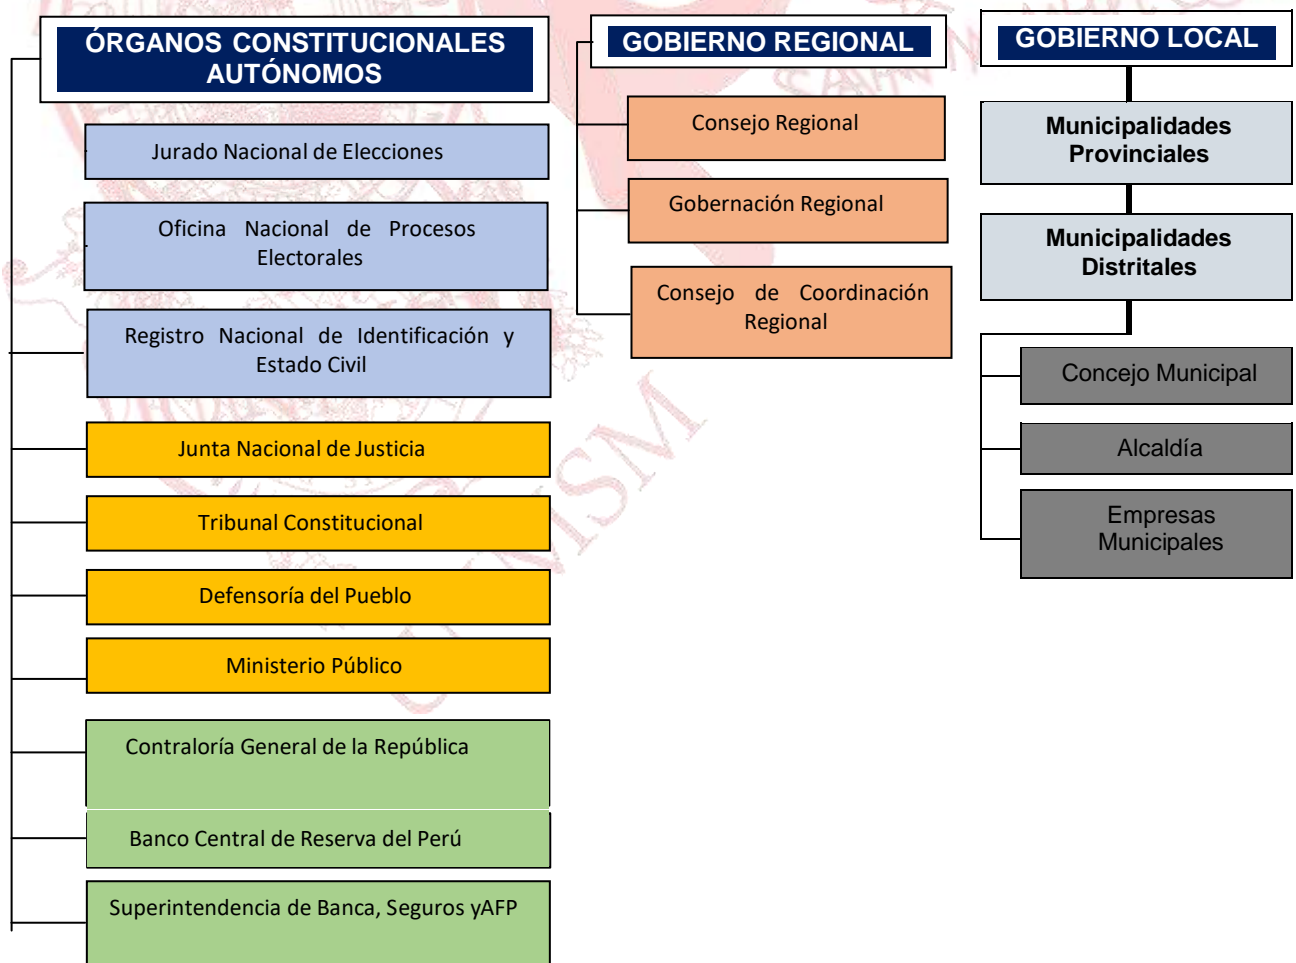 ÓRGANOS CONSTITUCIONALES
AUTÓNOMOS
Jurado Nacional de Elecciones
Oficina Nacional de Procesos
Electorales
Registro Nacional de Identificación y
Estado Civil
Junta Nacional de Justicia
Tribunal Constitucional
Defensoría del Pueblo
Ministerio Público
Contraloría General de la República
Banco Central de Reserva del Perú
Superintendencia de Banca, Seguros yAFP
GOBIERNO REGIONAL
Consejo Regional
Gobernación Regional
Consejo de Coordinación
Regional
GOBIERNO LOCAL
Municipalidades
Provinciales
Municipalidades
Distritales
Concejo Municipal
Alcaldía
Empresas
Municipales